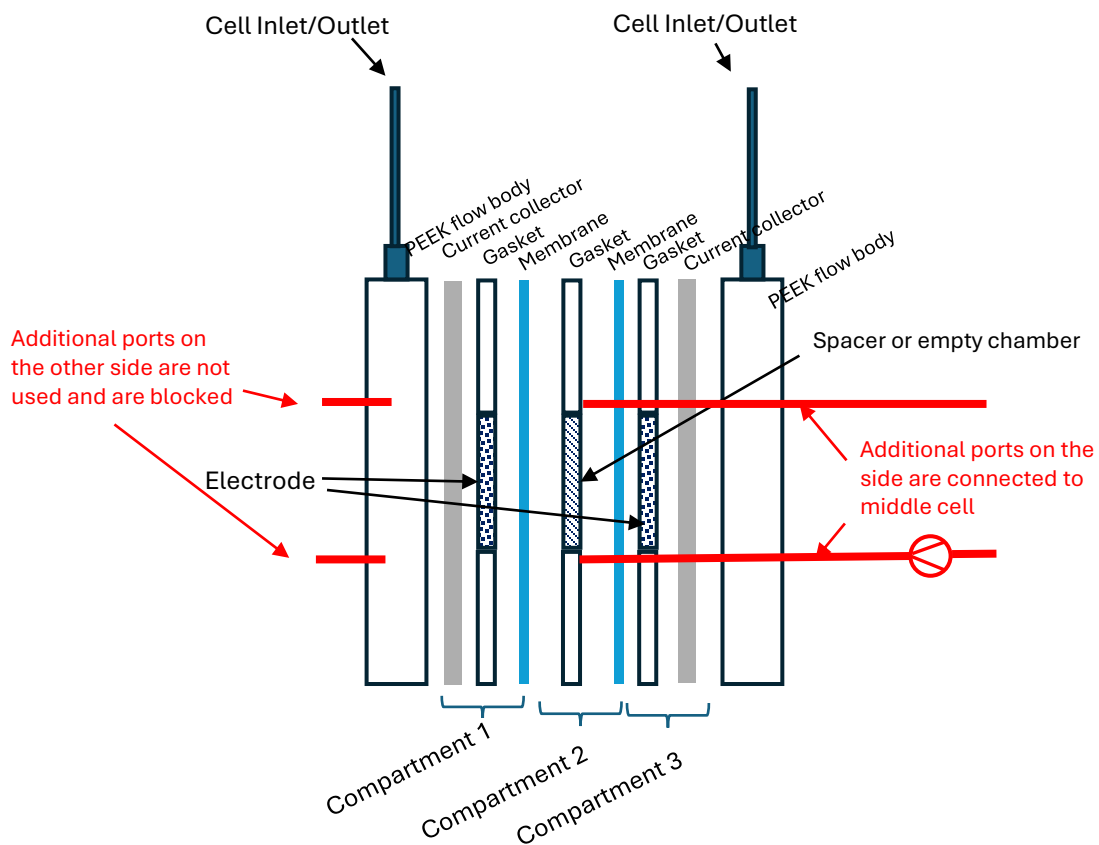 Cell Inlet/Outlet
Cell Inlet/Outlet
PEEK flow body
Current collector
Gasket
Membrane
Gasket
Membrane
Gasket
Current collector
PEEK flow body
Additional ports on
the other side are not
used and are blocked
Spacer or empty chamber
Electrode
Additional ports on the
side are connected to
middle cell
Compartment 1
Compartment 2
Compartment 3